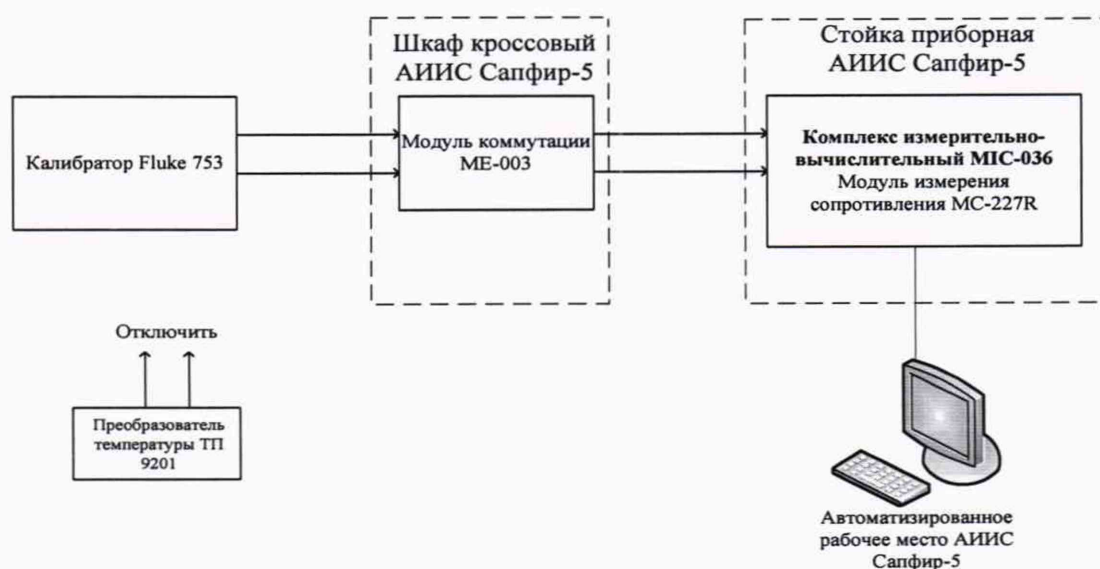 Шкаф кроссовый
АИИС Сапфир-5
Стойка приборная
АИИС Сапфир-5
Калибратор Fluke 753
Модуль коммутации
МЕ-003
Комплекс измерительно-
вычислительный MIC-036
Модуль измерения
сопротивления МС-227R
Отключить
Преобразователь
температуры ТП
9201
Автоматизированное
рабочее место АИИС
Сапфир-5